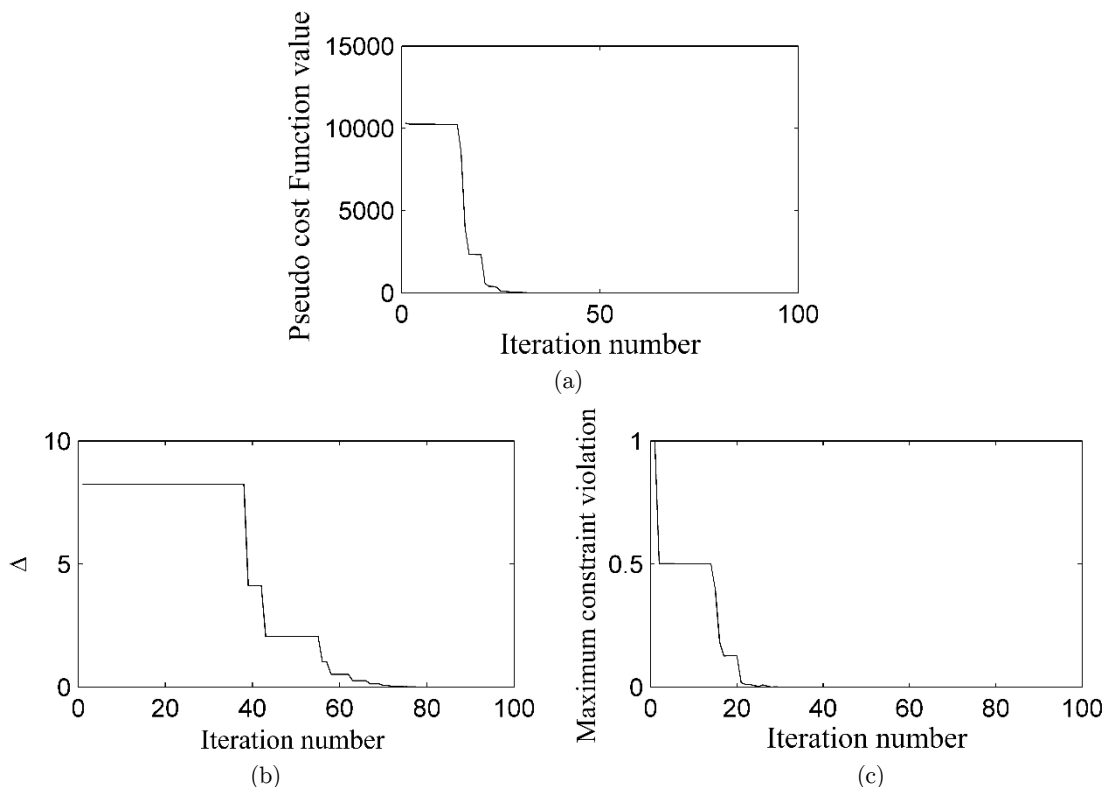 15000
Pseudo cost Function value
10000
5000
0
0 50 100
Iteration number
(a)
10
Δ
5
0
0 20 40 60 80 100
Iteration number
(b)
1
Maximum constraint violation
0.5
0
0 20 40 60 80 100
Iteration number
(c)